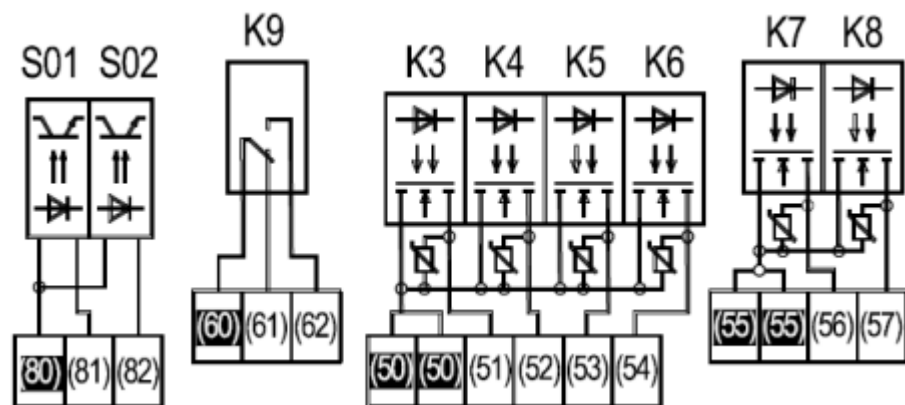 S01 S02 K9 K3 K4 K5 K6 K7 K8
(80) (81) (82) (60) (61) (62) (50) (50) (51) (52) (53) (54) (55) (55) (56) (57)